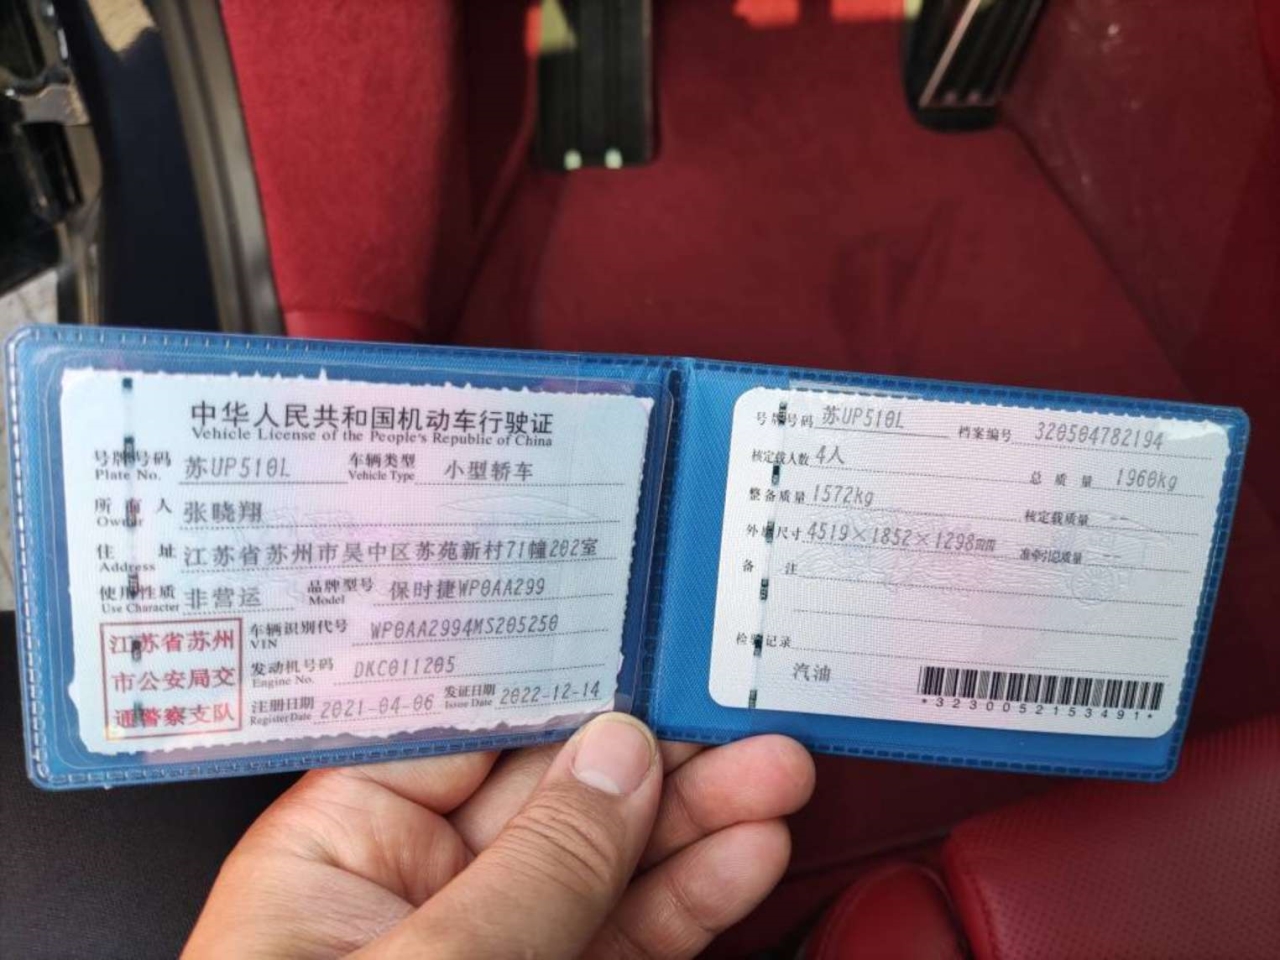 中华人民共和国机动车行驶证
Vehicle License of the People's Republic of China
号牌号码 苏UP510L 车辆类型 小型轿车
Plate No. Vehicle Type
所有人 张晓翔
Owner
住址 江苏省苏州市吴中区苏苑新村71幢202室
Address
使用性质 非营运 品牌型号 保时捷WP0AA299
Use Character Model
江苏省苏州
市公安局交
通警察支队
车辆识别代号 WP0AA2994MS205250
VIN
发动机号码 DKC011205
Engine No.
注册日期 2021-04-06 发证日期 2022-12-14
Register Date Issue Date
号牌号码 苏UP510L 档案编号 320504782194
核定载人数 4人 总质量 1960kg
整备质量 1572kg 核定载质量 --
外廓尺寸 4519×1852×1298mm 准牵引总质量 --
备注
检验记录
汽油
*3230052153491*